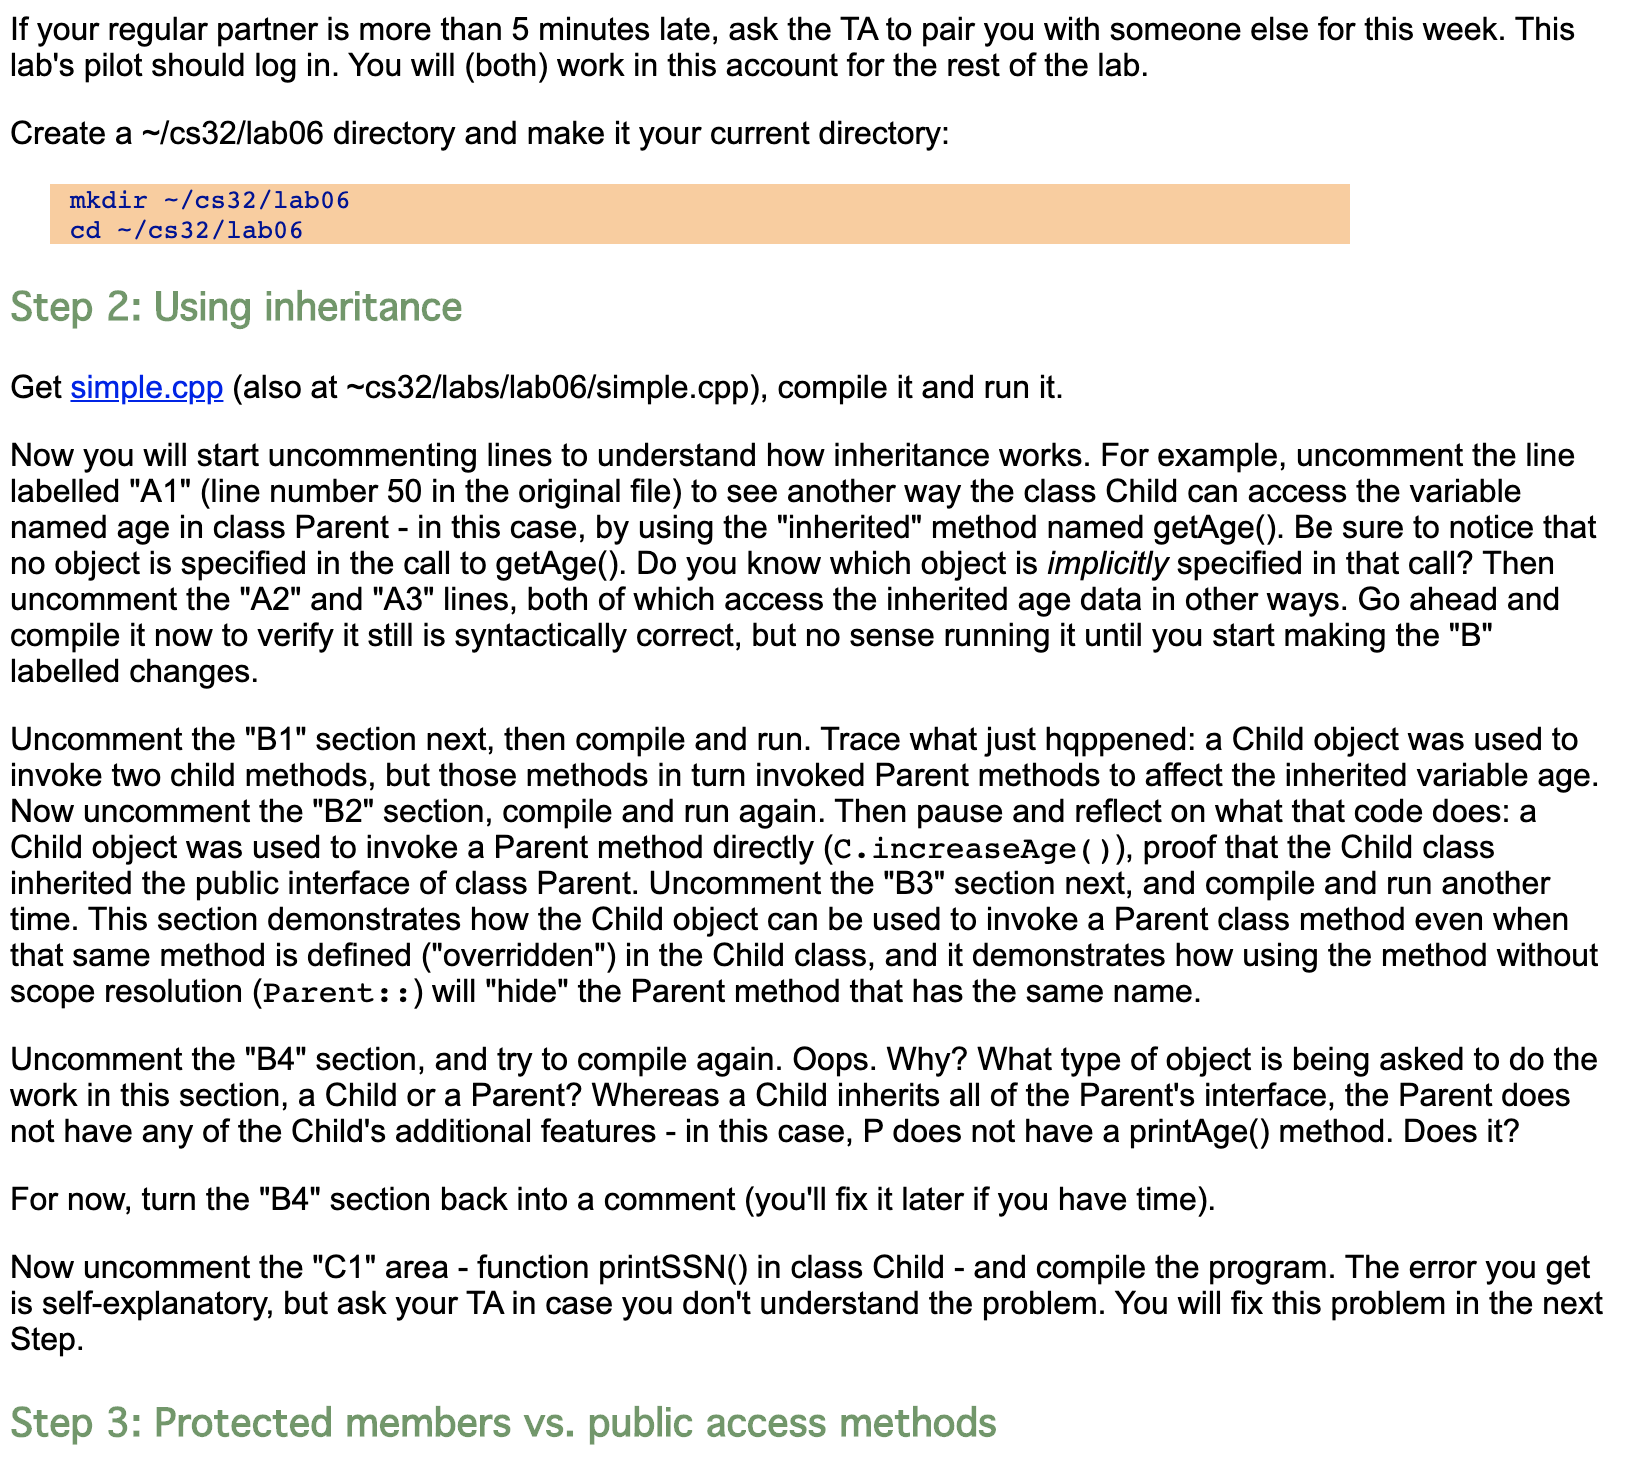 If your regular partner is more than 5 minutes late, ask the TA to pair you with someone else for this week. This
lab's pilot should log in. You will (both) work in this account for the rest of the lab.
Create a ~/cs32/lab06 directory and make it your current directory:
mkdir ~/cs32/lab06
cd ~/cs32/lab06
Step 2: Using inheritance
Get simple.cpp (also at ~cs32/labs/lab06/simple.cpp), compile it and run it.
Now you will start uncommenting lines to understand how inheritance works. For example, uncomment the line
labelled "A1" (line number 50 in the original file) to see another way the class Child can access the variable
named age in class Parent - in this case, by using the "inherited" method named getAge(). Be sure to notice that
no object is specified in the call to getAge(). Do you know which object is implicitly specified in that call? Then
uncomment the "A2" and "A3" lines, both of which access the inherited age data in other ways. Go ahead and
compile it now to verify it still is syntactically correct, but no sense running it until you start making the "B"
labelled changes.
Uncomment the "B1" section next, then compile and run. Trace what just hqppened: a Child object was used to
invoke two child methods, but those methods in turn invoked Parent methods to affect the inherited variable age.
Now uncomment the "B2" section, compile and run again. Then pause and reflect on what that code does: a
Child object was used to invoke a Parent method directly (C.increaseAge()), proof that the Child class
inherited the public interface of class Parent. Uncomment the "B3" section next, and compile and run another
time. This section demonstrates how the Child object can be used to invoke a Parent class method even when
that same method is defined ("overridden") in the Child class, and it demonstrates how using the method without
scope resolution (Parent::) will "hide" the Parent method that has the same name.
Uncomment the "B4" section, and try to compile again. Oops. Why? What type of object is being asked to do the
work in this section, a Child or a Parent? Whereas a Child inherits all of the Parent's interface, the Parent does
not have any of the Child's additional features - in this case, P does not have a printAge() method. Does it?
For now, turn the "B4" section back into a comment (you'll fix it later if you have time).
Now uncomment the "C1" area - function printSSN() in class Child - and compile the program. The error you get
is self-explanatory, but ask your TA in case you don't understand the problem. You will fix this problem in the next
Step.
Step 3: Protected members vs. public access methods